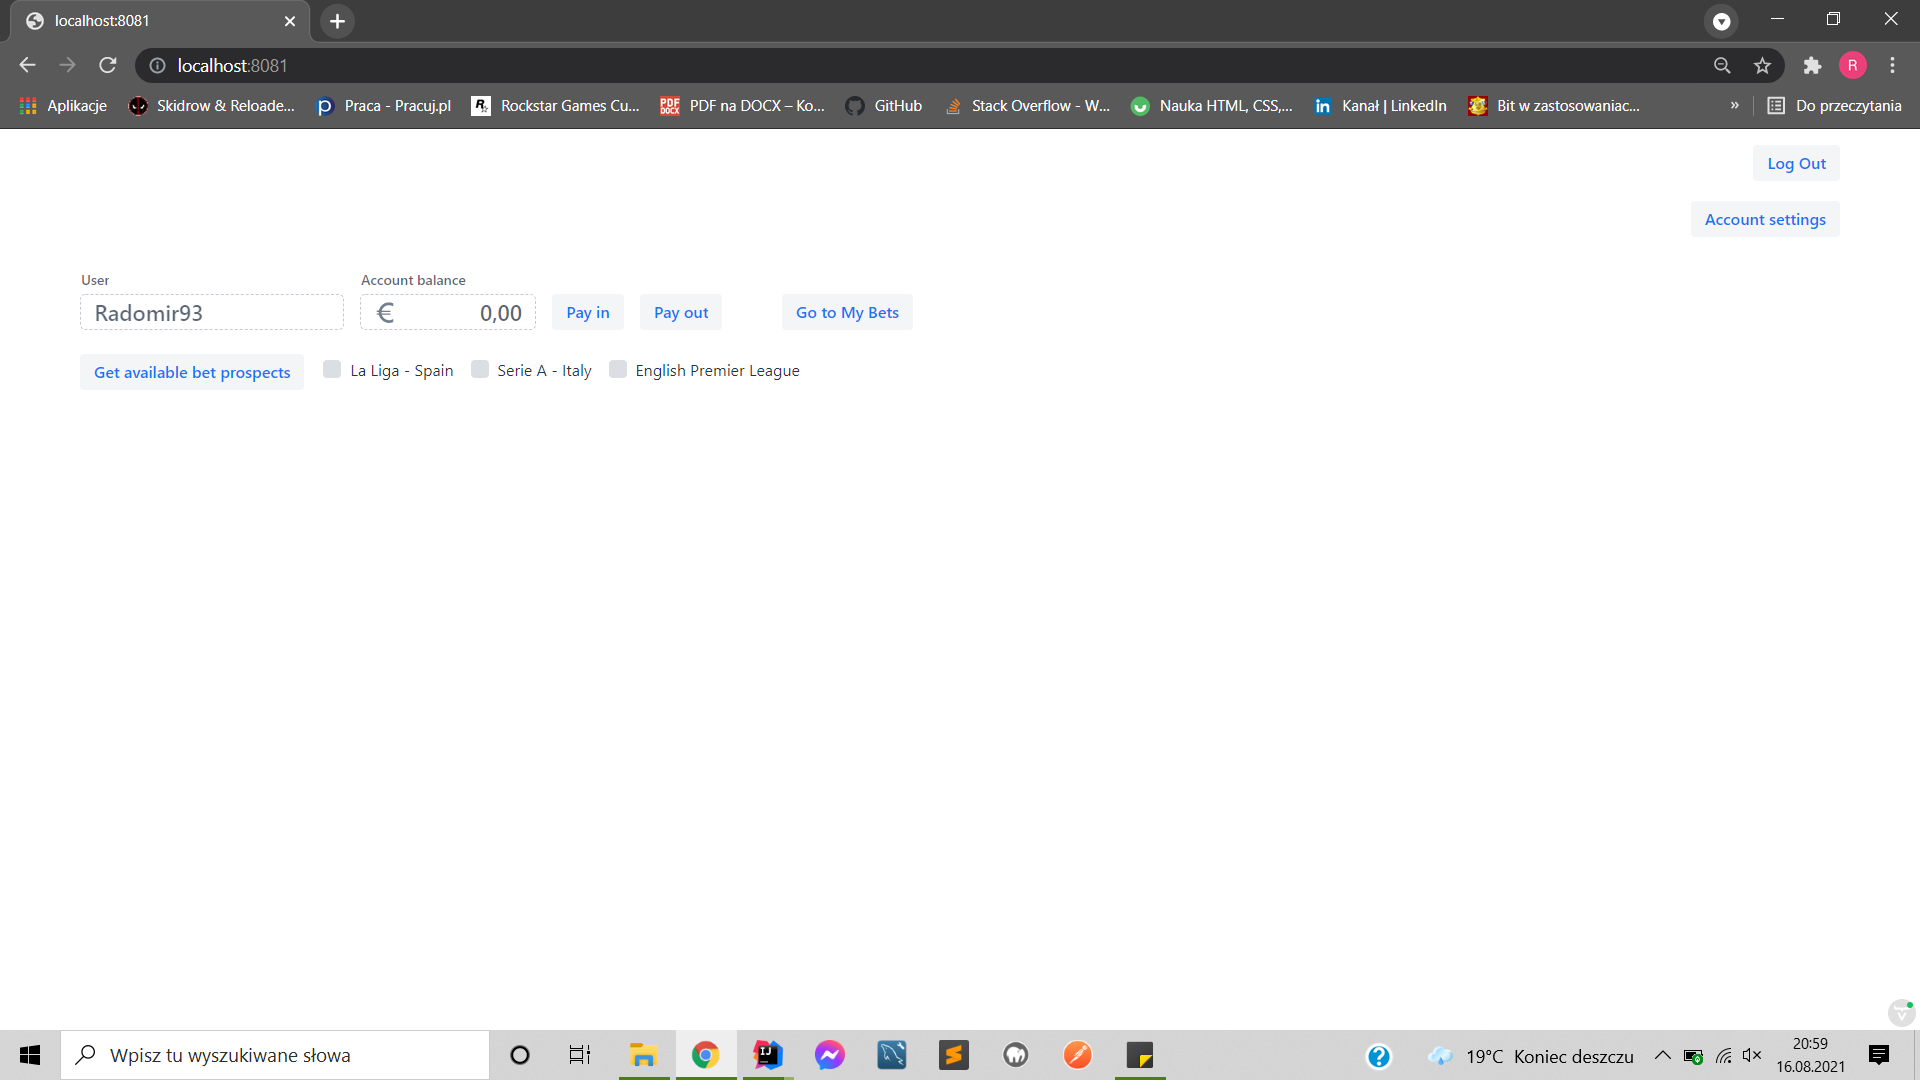 localhost:8081
localhost:8081
R
Aplikacje Skidrow & Reloade... Praca - Pracuj.pl Rockstar Games Cu... PDF na DOCX – Ko... GitHub Stack Overflow - W... Nauka HTML, CSS,... Kanał | LinkedIn Bit w zastosowaniac... » Do przeczytania
Log Out
Account settings
User Account balance
Radomir93 € 0,00 Pay in Pay out Go to My Bets
Get available bet prospects La Liga - Spain Serie A - Italy English Premier League
Wpisz tu wyszukiwane słowa 19°C Koniec deszczu 20:59
16.08.2021